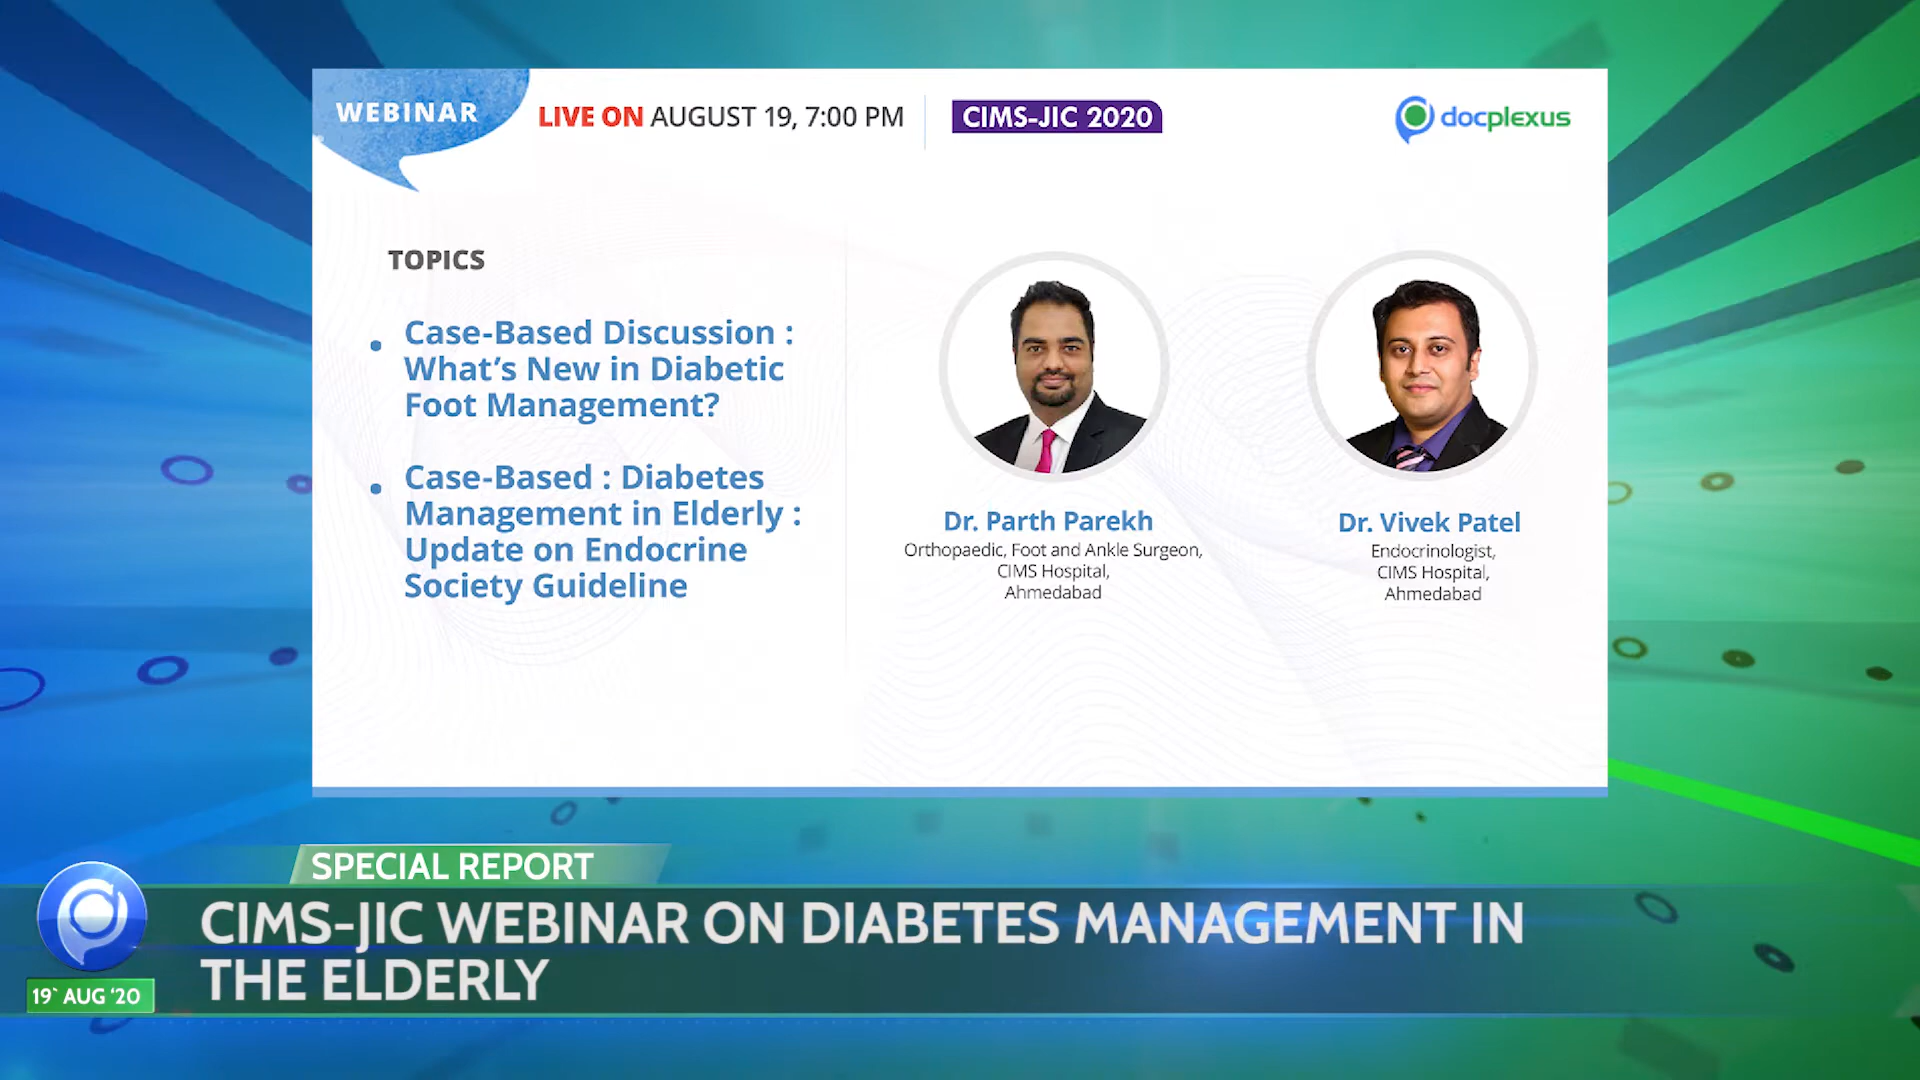 WEBINAR
LIVE ON AUGUST 19, 7:00 PM
CIMS-JIC 2020
docplexus
TOPICS
Case-Based Discussion :
What's New in Diabetic
Foot Management?
Case-Based : Diabetes
Management in Elderly :
Update on Endocrine
Society Guideline
Dr. Parth Parekh
Orthopaedic, Foot and Ankle Surgeon,
CIMS Hospital,
Ahmedabad
Dr. Vivek Patel
Endocrinologist,
CIMS Hospital,
Ahmedabad
SPECIAL REPORT
CIMS-JIC WEBINAR ON DIABETES MANAGEMENT IN
THE ELDERLY
19` AUG '20